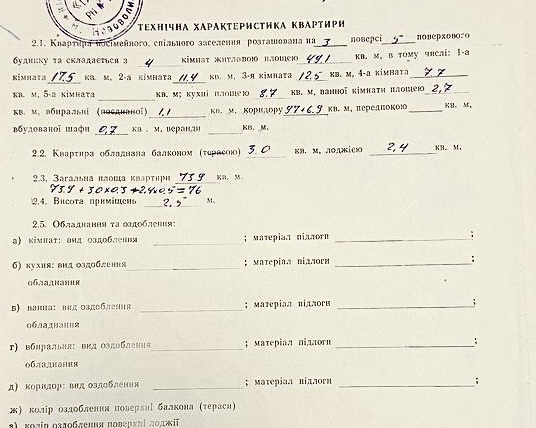 м. Нововолин
ТЕХНІЧНА ХАРАКТЕРИСТИКА КВАРТИРИ
2.1. Квартира посімейного, спільного заселення розташована на 3 поверсі 5 поверхового
будинку та складається з 4 кімнат житловою площею 49,1 кв. м, в тому числі: 1-а
кімната 17,5 кв. м, 2-а кімната 11,4 кв. м, 3-я кімната 12,5 кв. м, 4-а кімната 7,7
кв. м, 5-а кімната кв. м; кухні площею 8,7 кв. м, ванної кімнати площею 2,7
кв. м, вбиральні (поєднаної) 1,1 кв. м, коридору 6,9 кв. м, передпокою кв. м,
вбудованої шафи 0,7 кв. м, веранди кв. м.
2.2. Квартира обладнана балконом (терасою) 3,0 кв. м, лоджією 2,4 кв. м.
2.3. Загальна площа квартири 73,9 кв. м.
73,9 + 3,0x0,3 + 2,4x0,5 = 76
2.4. Висота приміщень 2,5 м.
2.5. Обладнання та оздоблення:
а) кімнат: вид оздоблення ; матеріал підлоги ;
б) кухня: вид оздоблення ; матеріал підлоги ;
обладнання
в) ванна: вид оздоблення ; матеріал підлоги ;
обладнання
г) вбиральня: вид оздоблення ; матеріал підлоги ;
обладнання
д) коридор: вид оздоблення ; матеріал підлоги ;
ж) колір оздоблення поверхні балкона (тераси)
з) колір оздоблення поверхні лоджії